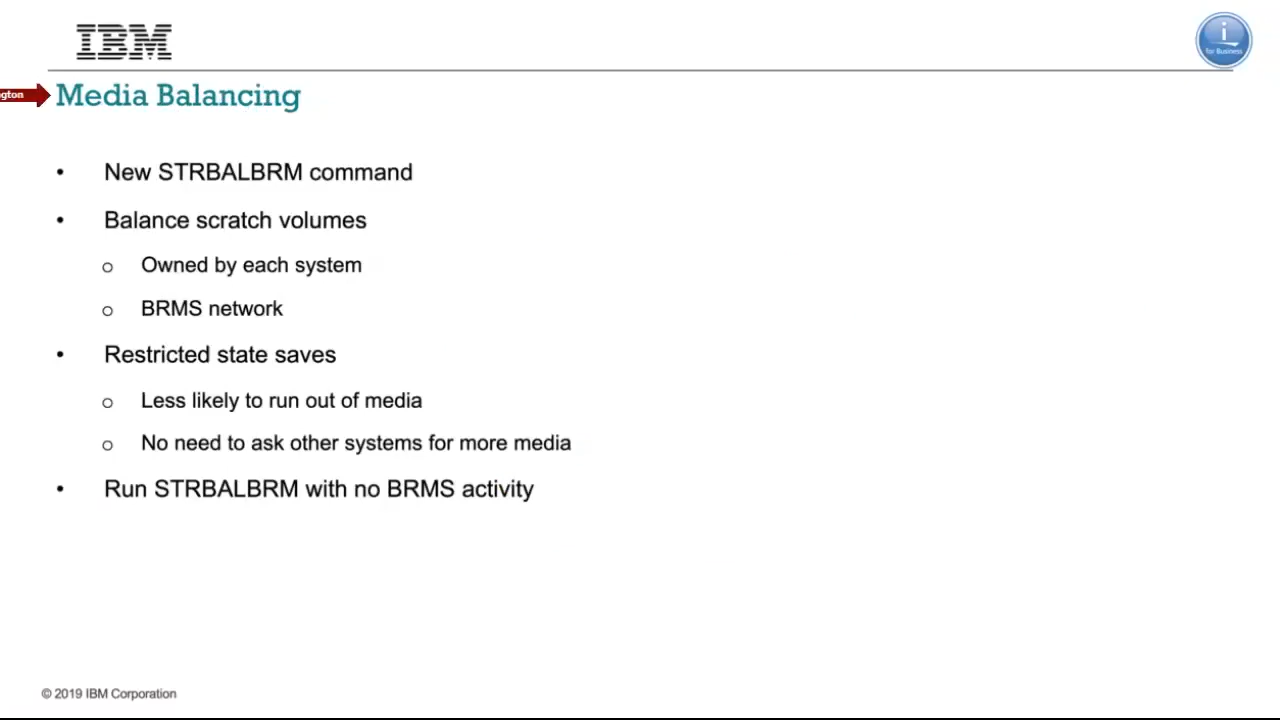 IBM
i
for Business
ngton
Media Balancing
• New STRBALBRM command
• Balance scratch volumes
o Owned by each system
o BRMS network
• Restricted state saves
o Less likely to run out of media
o No need to ask other systems for more media
• Run STRBALBRM with no BRMS activity
© 2019 IBM Corporation